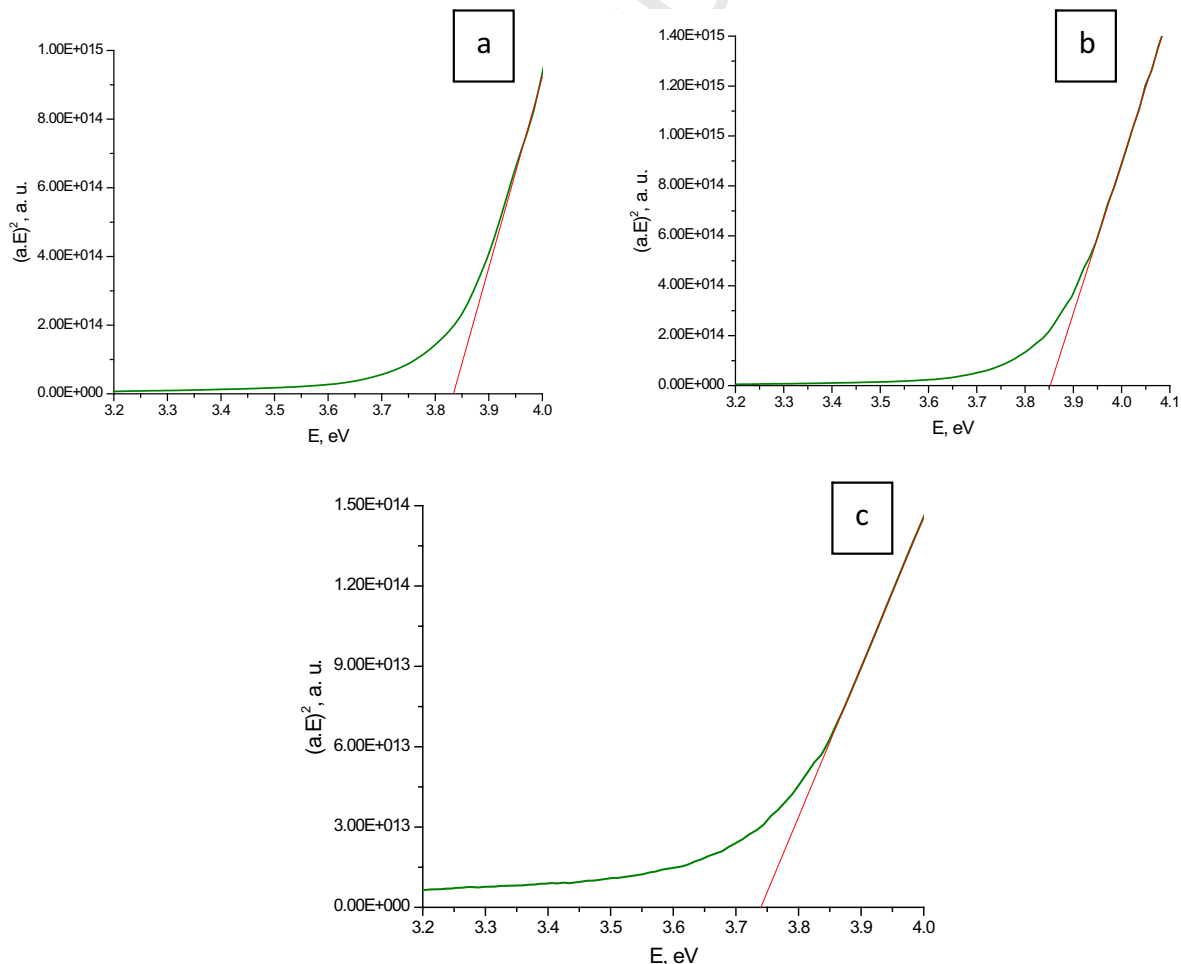 a
1.00E+015
8.00E+014
6.00E+014
4.00E+014
2.00E+014
0.00E+000
(a.E)², a. u.
3.2 3.3 3.4 3.5 3.6 3.7 3.8 3.9 4.0
E, eV
b
1.40E+015
1.20E+015
1.00E+015
8.00E+014
6.00E+014
4.00E+014
2.00E+014
0.00E+000
(a.E)², a. u.
3.2 3.3 3.4 3.5 3.6 3.7 3.8 3.9 4.0 4.1
E, eV
c
1.50E+014
1.20E+014
9.00E+013
6.00E+013
3.00E+013
0.00E+000
(a.E)², a. u.
3.2 3.3 3.4 3.5 3.6 3.7 3.8 3.9 4.0
E, eV